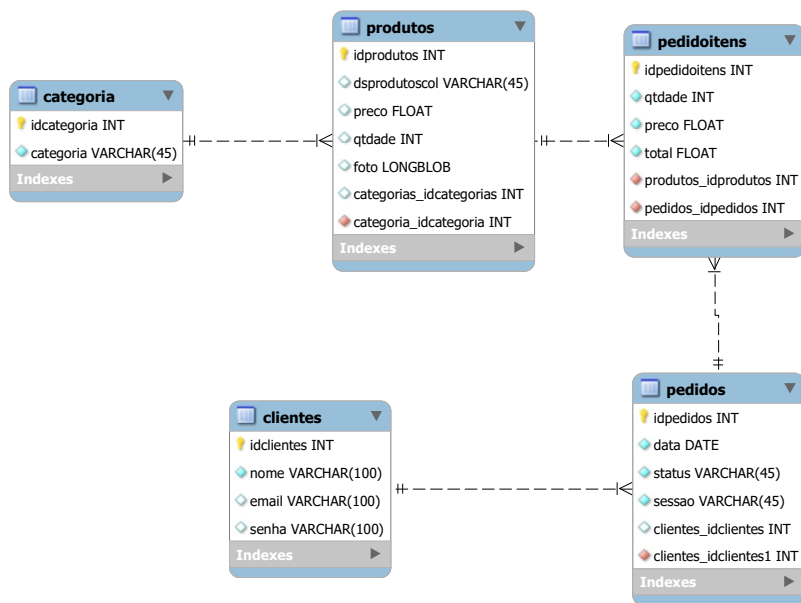 categoria
idcategoria INT
categoria VARCHAR(45)
Indexes
produtos
idprodutos INT
dsprodutoscol VARCHAR(45)
preco FLOAT
qtdade INT
foto LONGBLOB
categorias_idcategorias INT
categoria_idcategoria INT
Indexes
pedidoitens
idpedidoitens INT
qtdade INT
preco FLOAT
total FLOAT
produtos_idprodutos INT
pedidos_idpedidos INT
Indexes
clientes
idclientes INT
nome VARCHAR(100)
email VARCHAR(100)
senha VARCHAR(100)
Indexes
pedidos
idpedidos INT
data DATE
status VARCHAR(45)
sessao VARCHAR(45)
clientes_idclientes INT
clientes_idclientes1 INT
Indexes